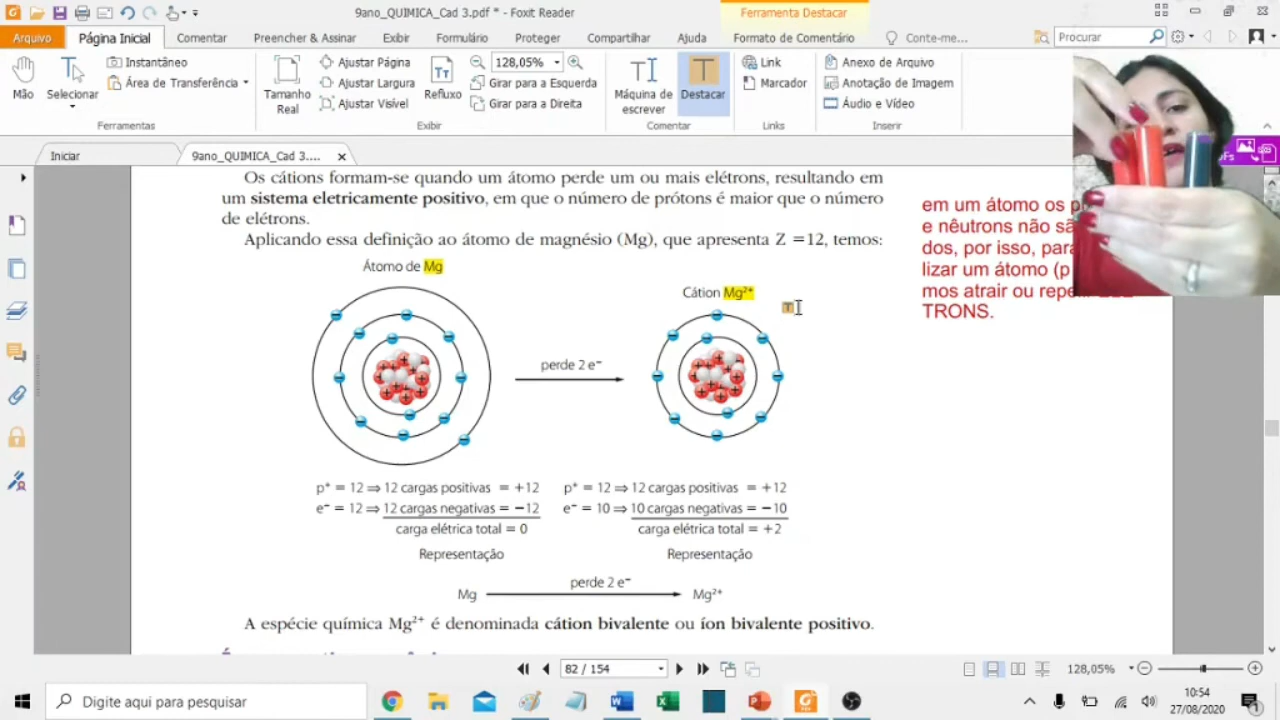 9ano_QUIMICA_Cad 3.pdf * - Foxit Reader
Ferramenta Destacar
Arquivo
Página Inicial
Comentar
Preencher & Assinar
Exibir
Formulário
Proteger
Compartilhar
Ajuda
Formato de Comentário
Conte-me...
Procurar
Mão
Selecionar
Instantâneo
Área de Transferência
Ferramentas
Tamanho
Real
Ajustar Página
Ajustar Largura
Ajustar Visível
Refluxo
128,05%
Girar para a Esquerda
Girar para a Direita
Exibir
Máquina de
escrever
Destacar
Comentar
Link
Marcador
Links
Anexo de Arquivo
Anotação de Imagem
Áudio e Vídeo
Inserir
Iniciar
9ano_QUIMICA_Cad 3....
Os cátions formam-se quando um átomo perde um ou mais elétrons, resultando em
um sistema eletricamente positivo, em que o número de prótons é maior que o número
de elétrons.
Aplicando essa definição ao átomo de magnésio (Mg), que apresenta Z =12, temos:
Átomo de Mg
Cátion Mg²⁺
perde 2 e⁻
p⁺ = 12 ⇒ 12 cargas positivas = +12
e⁻ = 12 ⇒ 12 cargas negativas = −12
carga elétrica total = 0
Representação
p⁺ = 12 ⇒ 12 cargas positivas = +12
e⁻ = 10 ⇒ 10 cargas negativas = −10
carga elétrica total = +2
Representação
Mg perde 2 e⁻ Mg²⁺
A espécie química Mg²⁺ é denominada cátion bivalente ou íon bivalente positivo.
em um átomo os
e nêutrons não
dos, por isso,
lizar um átomo (p
mos atrair ou
TRONS.
82 / 154
128,05%
Digite aqui para pesquisar
10:54
27/08/2020